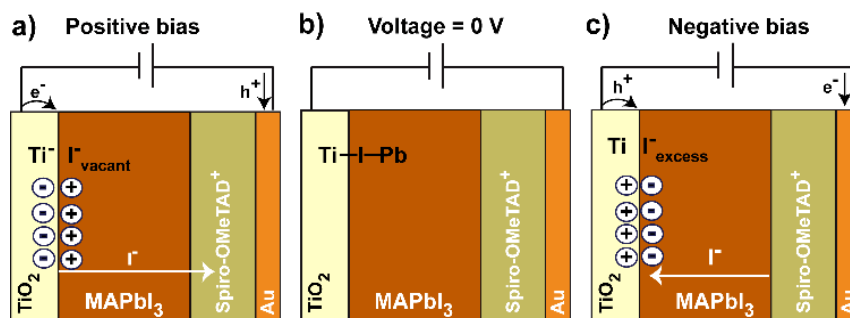 a) Positive bias
b) Voltage = 0 V
c) Negative bias
e⁻ h⁺
h⁺ e⁻
Ti⁻ I⁻vacant
Ti-I-Pb
Ti I⁻excess
- +
- +
- +
- +
+ -
+ -
+ -
+ -
I⁻
I⁻
TiO₂ MAPbI₃ Spiro-OMeTAD⁺ Au
TiO₂ MAPbI₃ Spiro-OMeTAD⁺ Au
TiO₂ MAPbI₃ Spiro-OMeTAD⁺ Au